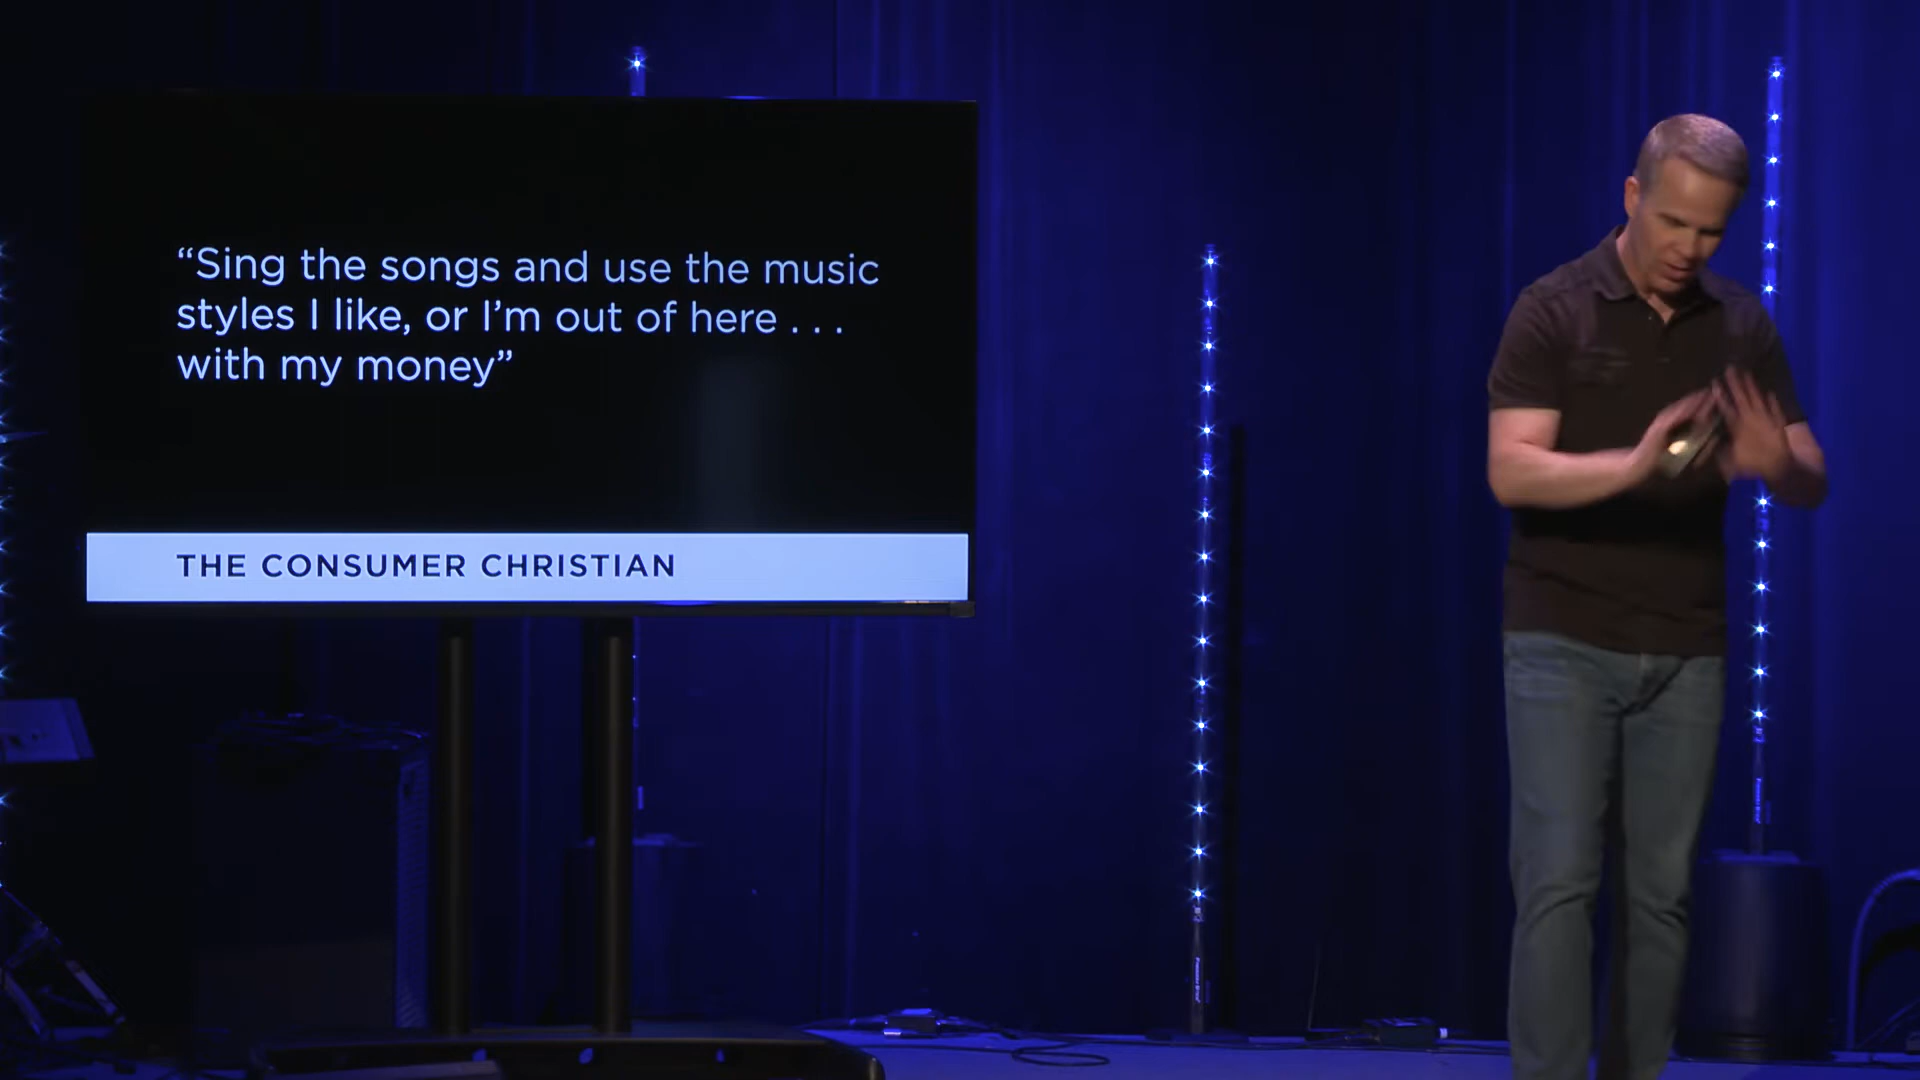 “Sing the songs and use the music
styles I like, or I’m out of here . . .
with my money”
THE CONSUMER CHRISTIAN